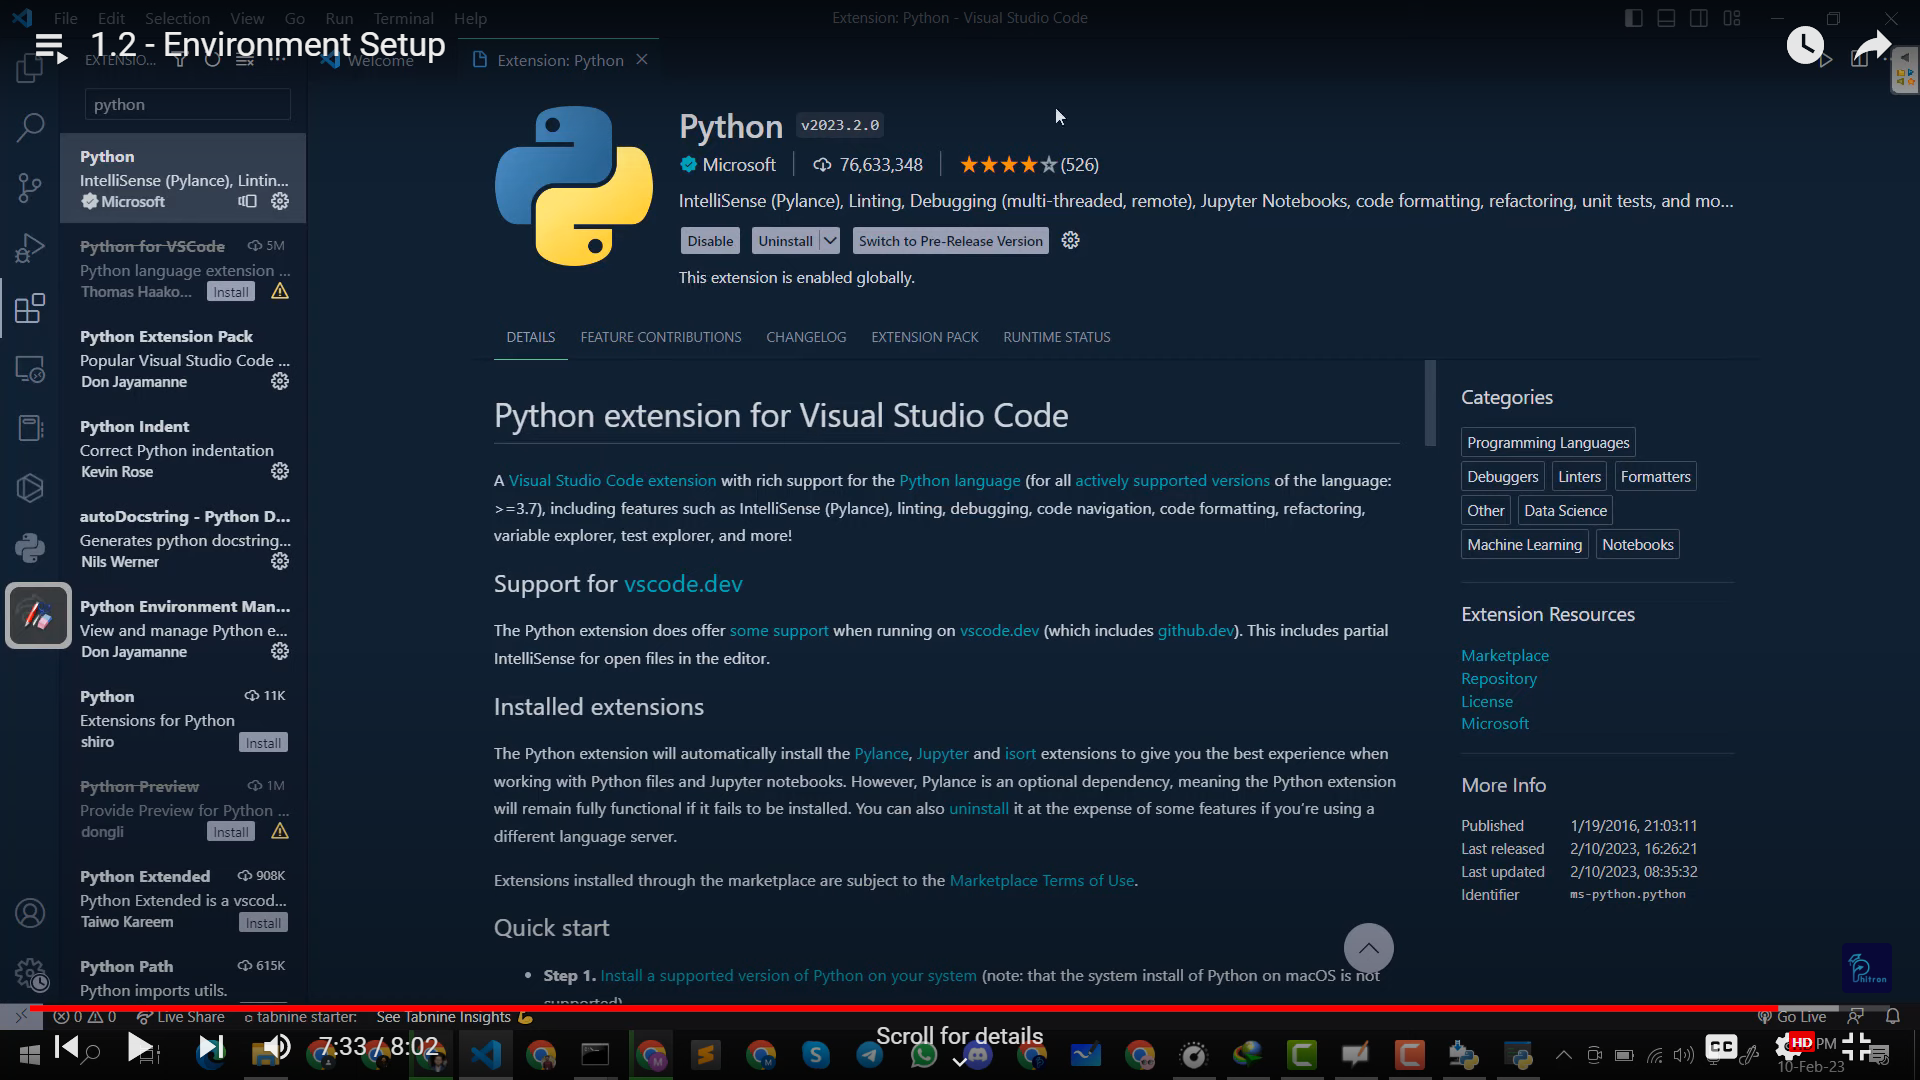 File Edit Selection View Go Run Terminal Help
Extension: Python - Visual Studio Code
1.2 - Environment Setup
EXTENSIO...
Welcome
Extension: Python
python
Python
IntelliSense (Pylance), Lintin...
Microsoft
Python for VSCode 5M
Python language extension ...
Thomas Haako... Install
Python Extension Pack
Popular Visual Studio Code ...
Don Jayamanne
Python Indent
Correct Python indentation
Kevin Rose
autoDocstring - Python D...
Generates python docstring...
Nils Werner
Python Environment Man...
View and manage Python e...
Don Jayamanne
Python 11K
Extensions for Python
shiro Install
Python Preview 1M
Provide Preview for Python ...
dongli Install
Python Extended 908K
Python Extended is a vscod...
Taiwo Kareem Install
Python Path 615K
Python imports utils.
Python v2023.2.0
Microsoft 76,633,348 (526)
IntelliSense (Pylance), Linting, Debugging (multi-threaded, remote), Jupyter Notebooks, code formatting, refactoring, unit tests, and mo...
Disable Uninstall Switch to Pre-Release Version
This extension is enabled globally.
DETAILS FEATURE CONTRIBUTIONS CHANGELOG EXTENSION PACK RUNTIME STATUS
Python extension for Visual Studio Code
A Visual Studio Code extension with rich support for the Python language (for all actively supported versions of the language:
>=3.7), including features such as IntelliSense (Pylance), linting, debugging, code navigation, code formatting, refactoring,
variable explorer, test explorer, and more!
Support for vscode.dev
The Python extension does offer some support when running on vscode.dev (which includes github.dev). This includes partial
IntelliSense for open files in the editor.
Installed extensions
The Python extension will automatically install the Pylance, Jupyter and isort extensions to give you the best experience when
working with Python files and Jupyter notebooks. However, Pylance is an optional dependency, meaning the Python extension
will remain fully functional if it fails to be installed. You can also uninstall it at the expense of some features if you're using a
different language server.
Extensions installed through the marketplace are subject to the Marketplace Terms of Use.
Quick start
• Step 1. Install a supported version of Python on your system (note: that the system install of Python on macOS is not
supported)
Categories
Programming Languages
Debuggers Linters Formatters
Other Data Science
Machine Learning Notebooks
Extension Resources
Marketplace
Repository
License
Microsoft
More Info
Published 1/19/2016, 21:03:11
Last released 2/10/2023, 16:26:21
Last updated 2/10/2023, 08:35:32
Identifier ms-python.python
Phitron
0 0 Live Share tabnine starter: See Tabnine Insights Go Live
7:33 / 8:02
Scroll for details
CC HD PM
10-Feb-23